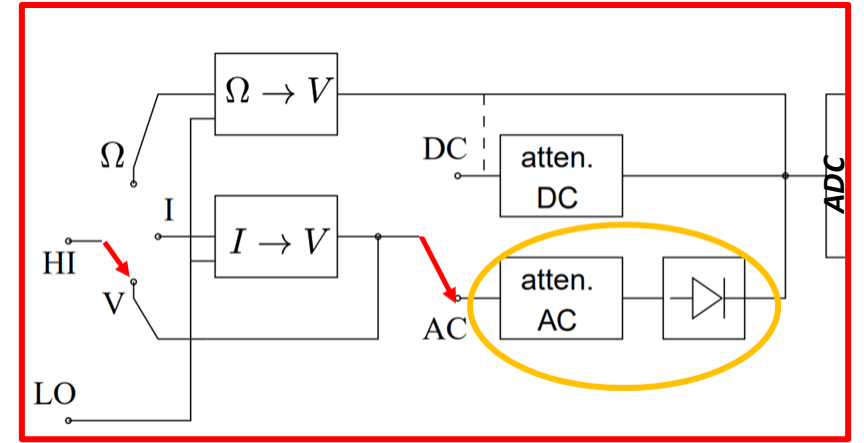 Ω → V
DC
atten.
DC
ADC
Ω
I
I → V
HI
V
atten.
AC
AC
LO